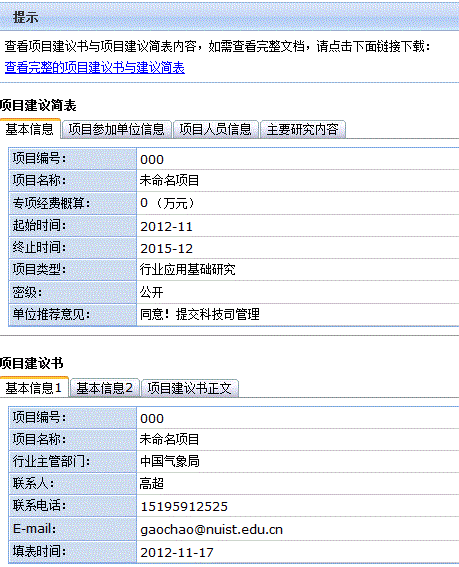 提示
查看项目建议书与项目建议简表内容，如需查看完整文档，请点击下面链接下载：
查看完整的项目建议书与建议简表
项目建议简表
基本信息 项目参加单位信息 项目人员信息 主要研究内容
项目编号： 000
项目名称： 未命名项目
专项经费概算： 0 （万元）
起始时间： 2012-11
终止时间： 2015-12
项目类型： 行业应用基础研究
密级： 公开
单位推荐意见： 同意！提交科技司管理
项目建议书
基本信息1 基本信息2 项目建议书正文
项目编号： 000
项目名称： 未命名项目
行业主管部门： 中国气象局
联系人： 高超
联系电话： 15195912525
E-mail： gaochao@nuist.edu.cn
填表时间： 2012-11-17